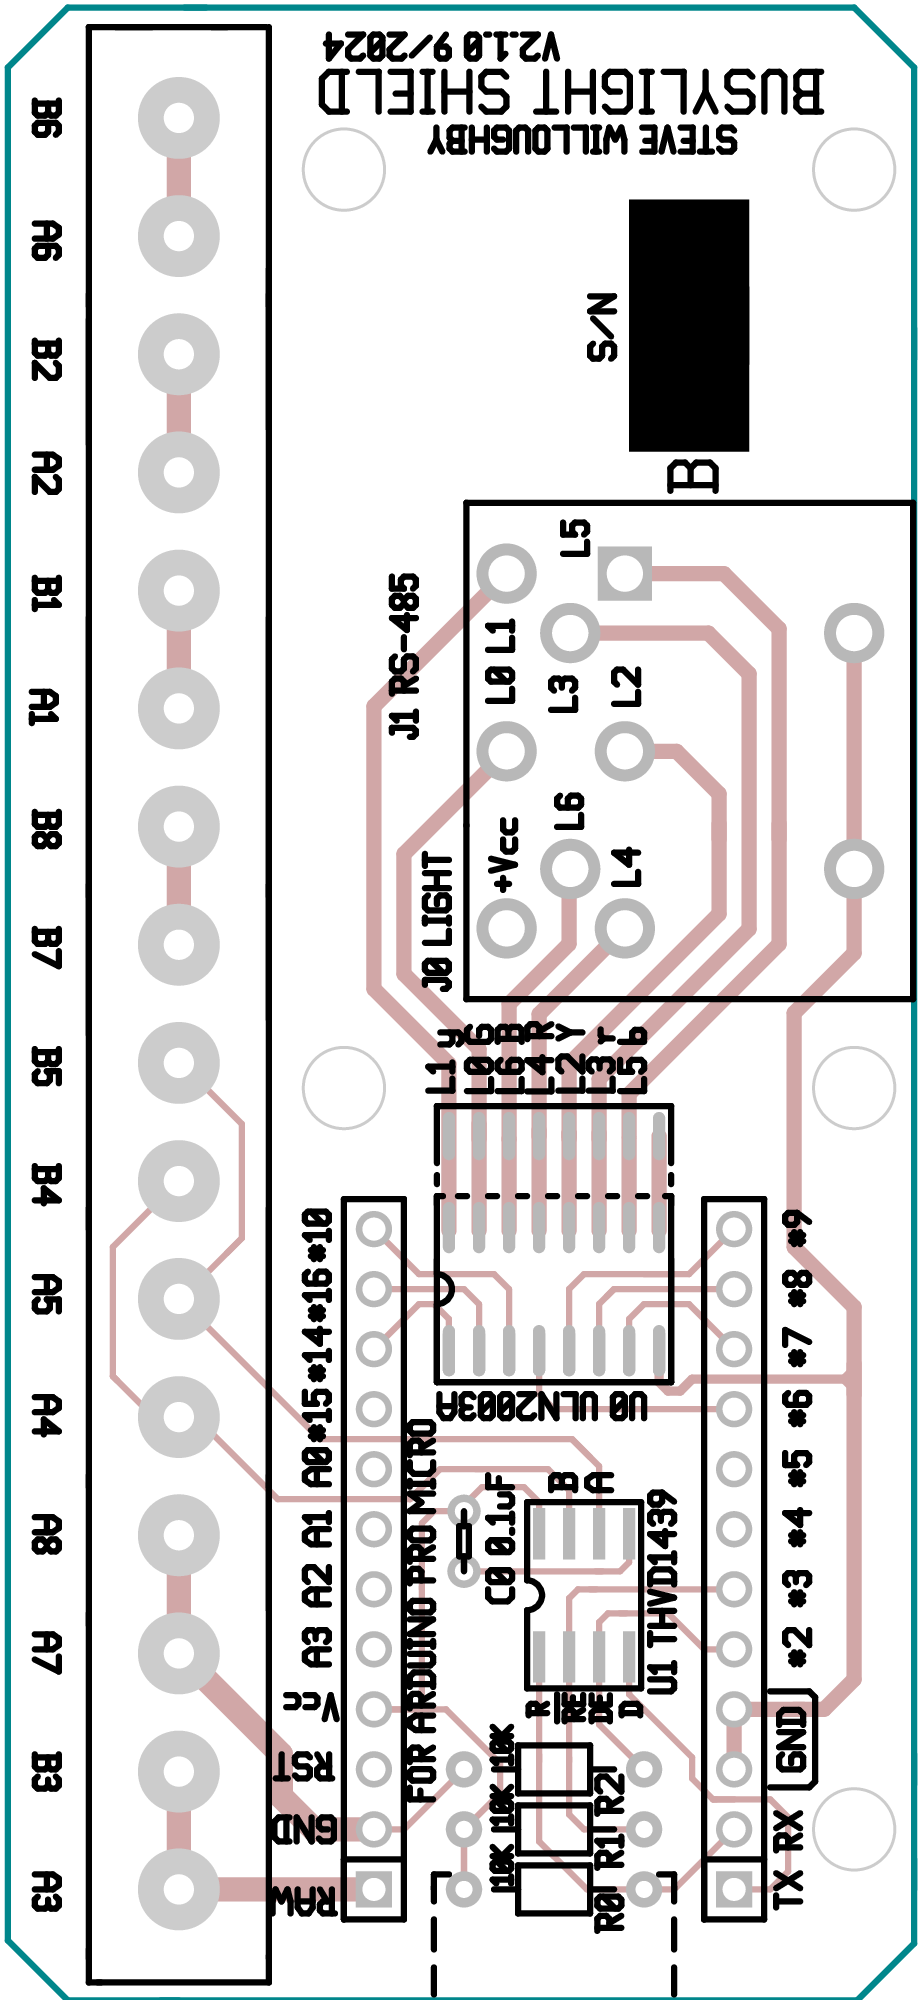 V2.1.0 9/2024
BUSYLIGHT SHIELD
STEVE WILLOUGHBY
B6
A6
B2
A2
B1
A1
B8
B7
B5
B4
A5
A4
A8
A7
B3
A3
S/N
B
J1 RS-485
J0 LIGHT
L5
L0 L1
L3
L2
L6
+Vcc
L4
L1 y
L0 G
L6 B
L4 R
L2 Y
L3 r
L5 b
U0 ULN2003A
#10
#16
#14
#15
A0
A1
A2
A3
Vcc
RST
GND
RAW
FOR ARDUINO PRO MICRO
C0 0.1uF
B
A
U1 THVD1439
R
RE
DE
D
10K
10K
10K
R2
R1
R0
#9
#8
#7
#6
#5
#4
#3
#2
GND
RX
TX